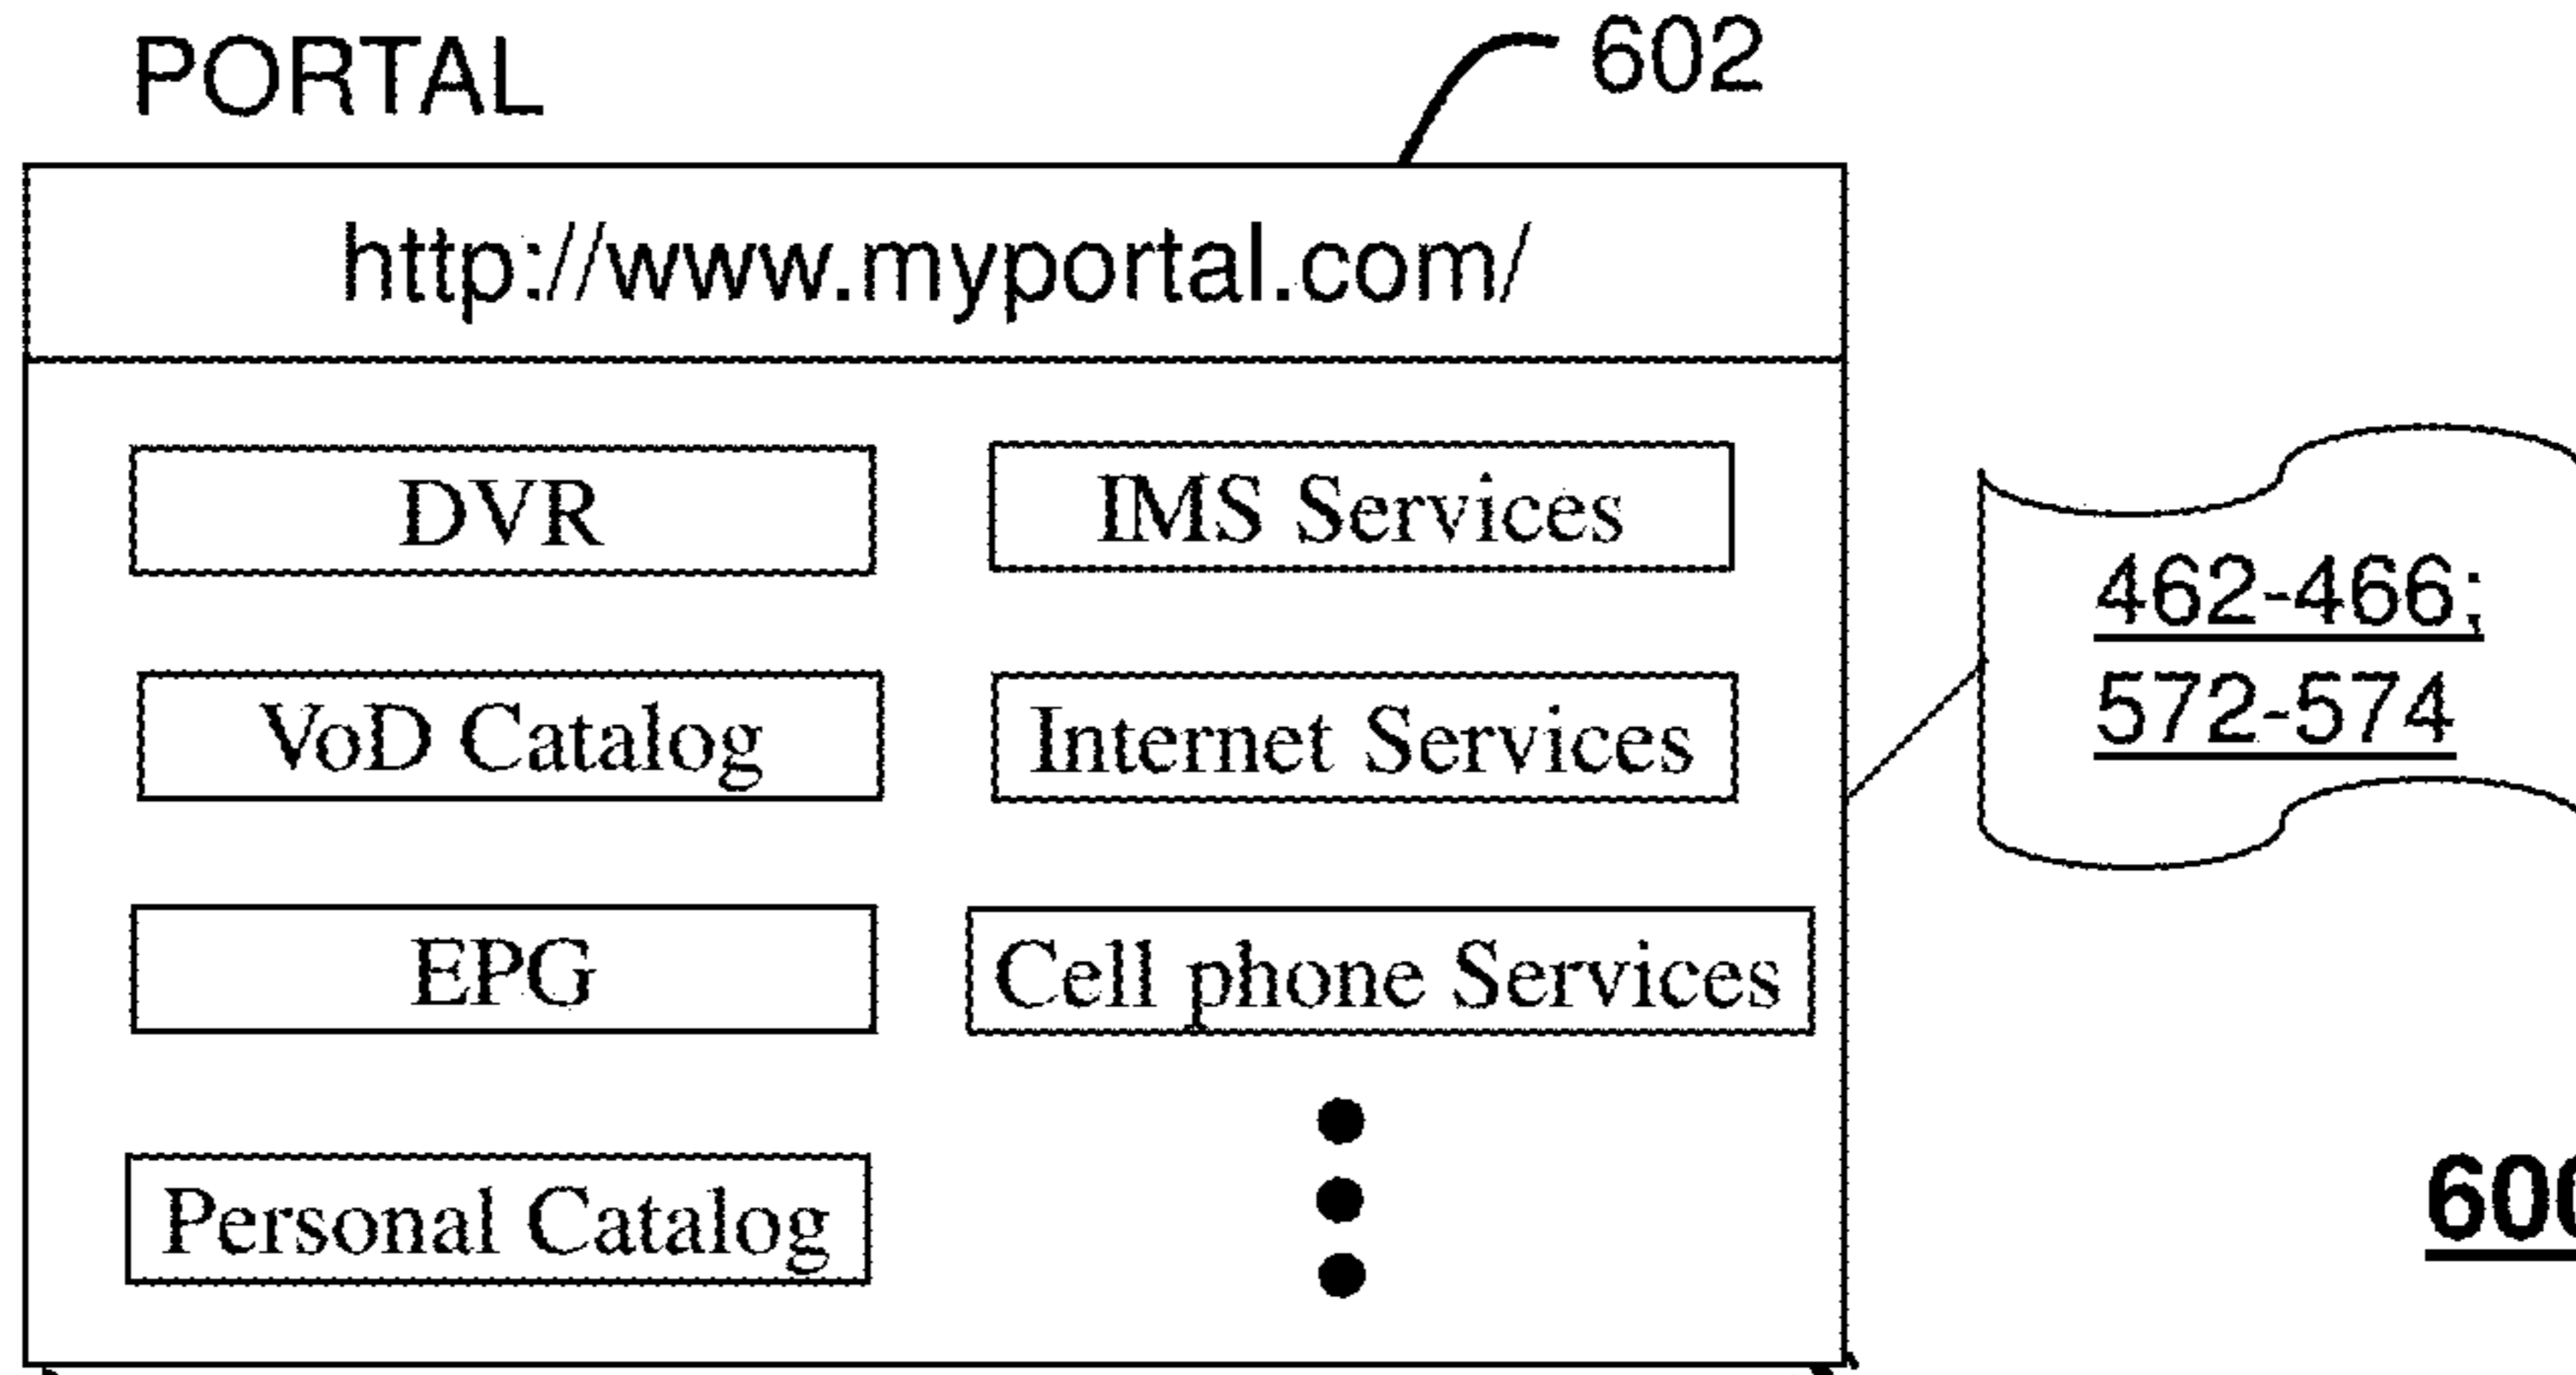 PORTAL
602
http://www.myportal.com/
DVR
IMS Services
462-466;
572-574
VoD Catalog
Internet Services
EPG
Cell phone Services
Personal Catalog